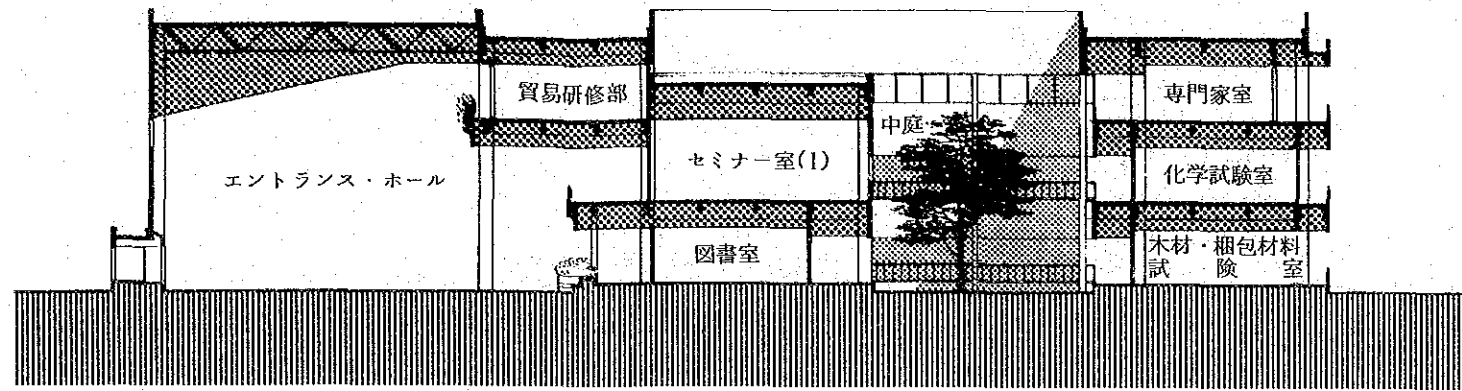 貿易研修部
専門家室
中庭
セミナー室(1)
エントランス・ホール
化学試験室
図書室
木材・梱包材料
試験室